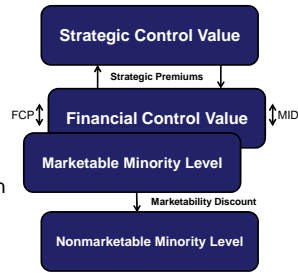 Strategic Control Value
Strategic Premiums
FCP
Financial Control Value
MID
Marketable Minority Level
n
Marketability Discount
Nonmarketable Minority Level